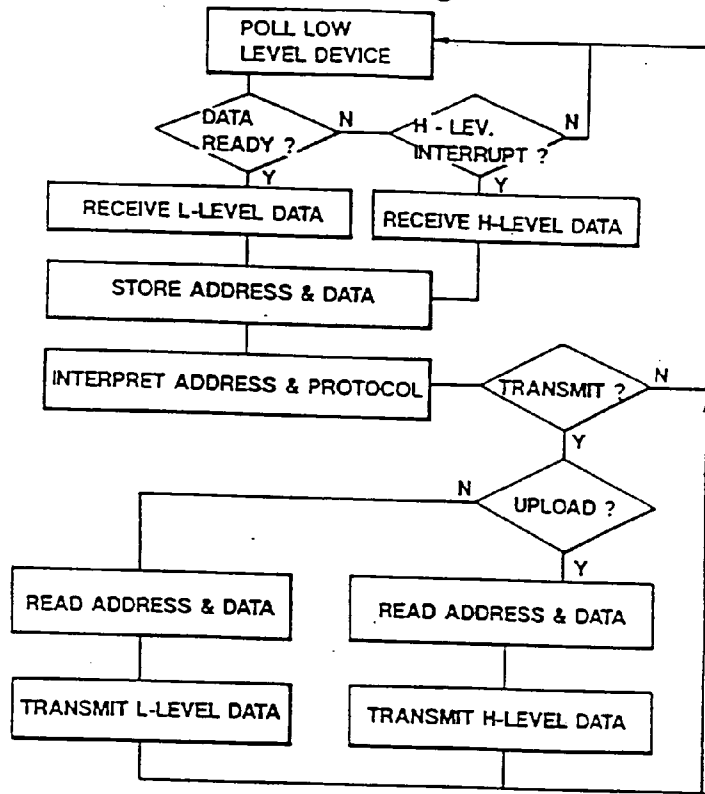 POLL LOW
LEVEL DEVICE
DATA
READY ?
N
H - LEV.
INTERRUPT ?
N
Y
Y
RECEIVE L-LEVEL DATA
RECEIVE H-LEVEL DATA
STORE ADDRESS & DATA
INTERPRET ADDRESS & PROTOCOL
TRANSMIT ?
N
Y
N
UPLOAD ?
Y
READ ADDRESS & DATA
READ ADDRESS & DATA
TRANSMIT L-LEVEL DATA
TRANSMIT H-LEVEL DATA